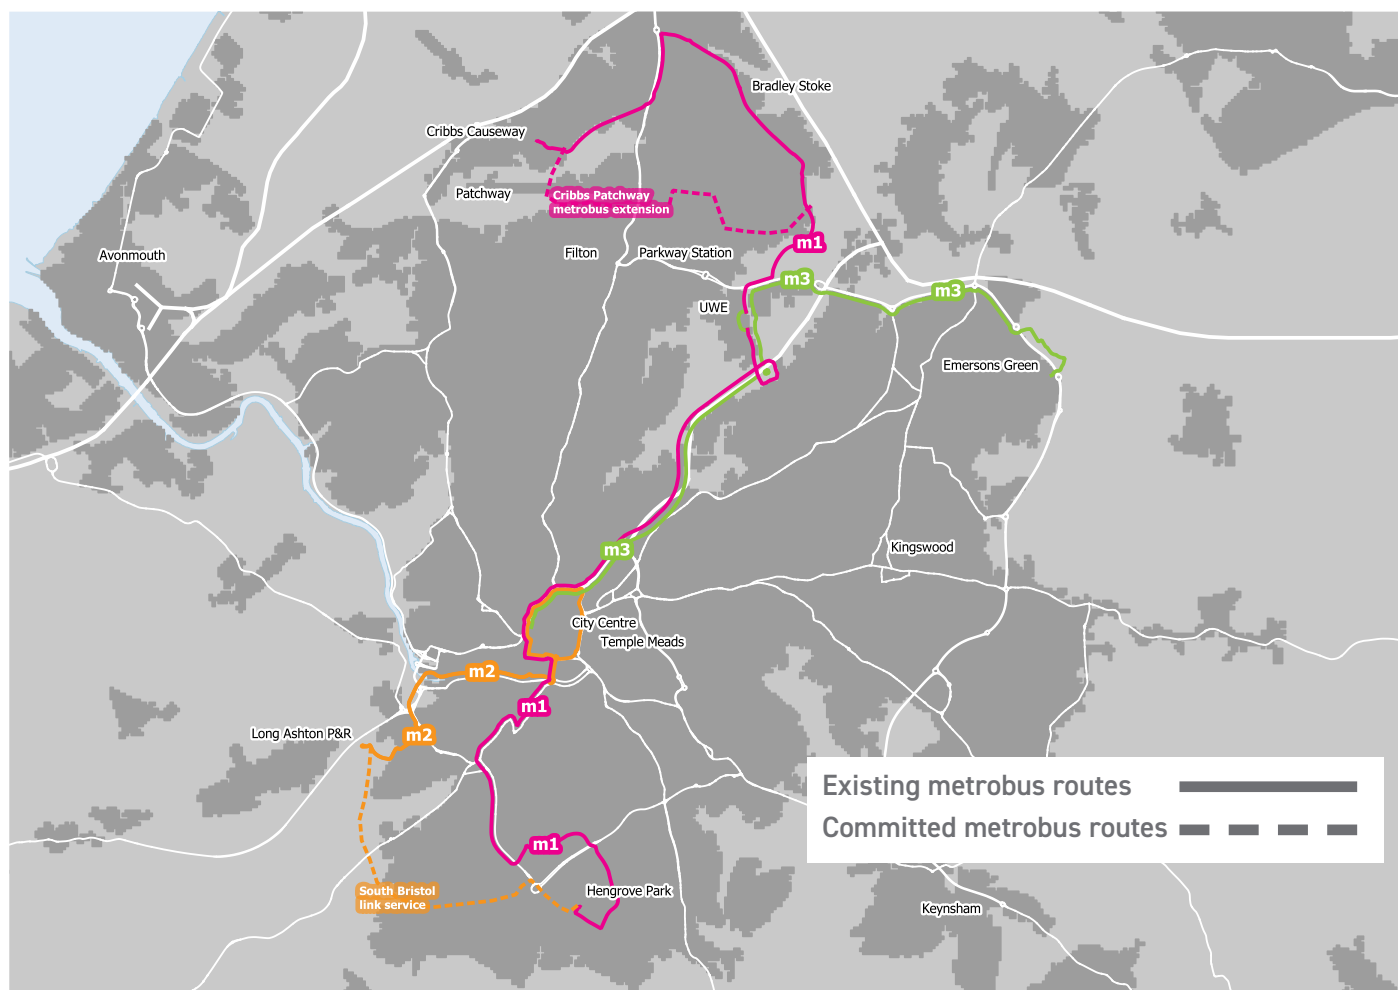 Bradley Stoke
Cribbs Causeway
Patchway
Cribbs Patchway
metrobus extension
m1
Avonmouth
Filton
Parkway Station
m3
m3
UWE
Emersons Green
m3
Kingswood
City Centre
Temple Meads
m2
m1
Long Ashton P&R
m2
Existing metrobus routes
Committed metrobus routes
m1
South Bristol
link service
Hengrove Park
Keynsham